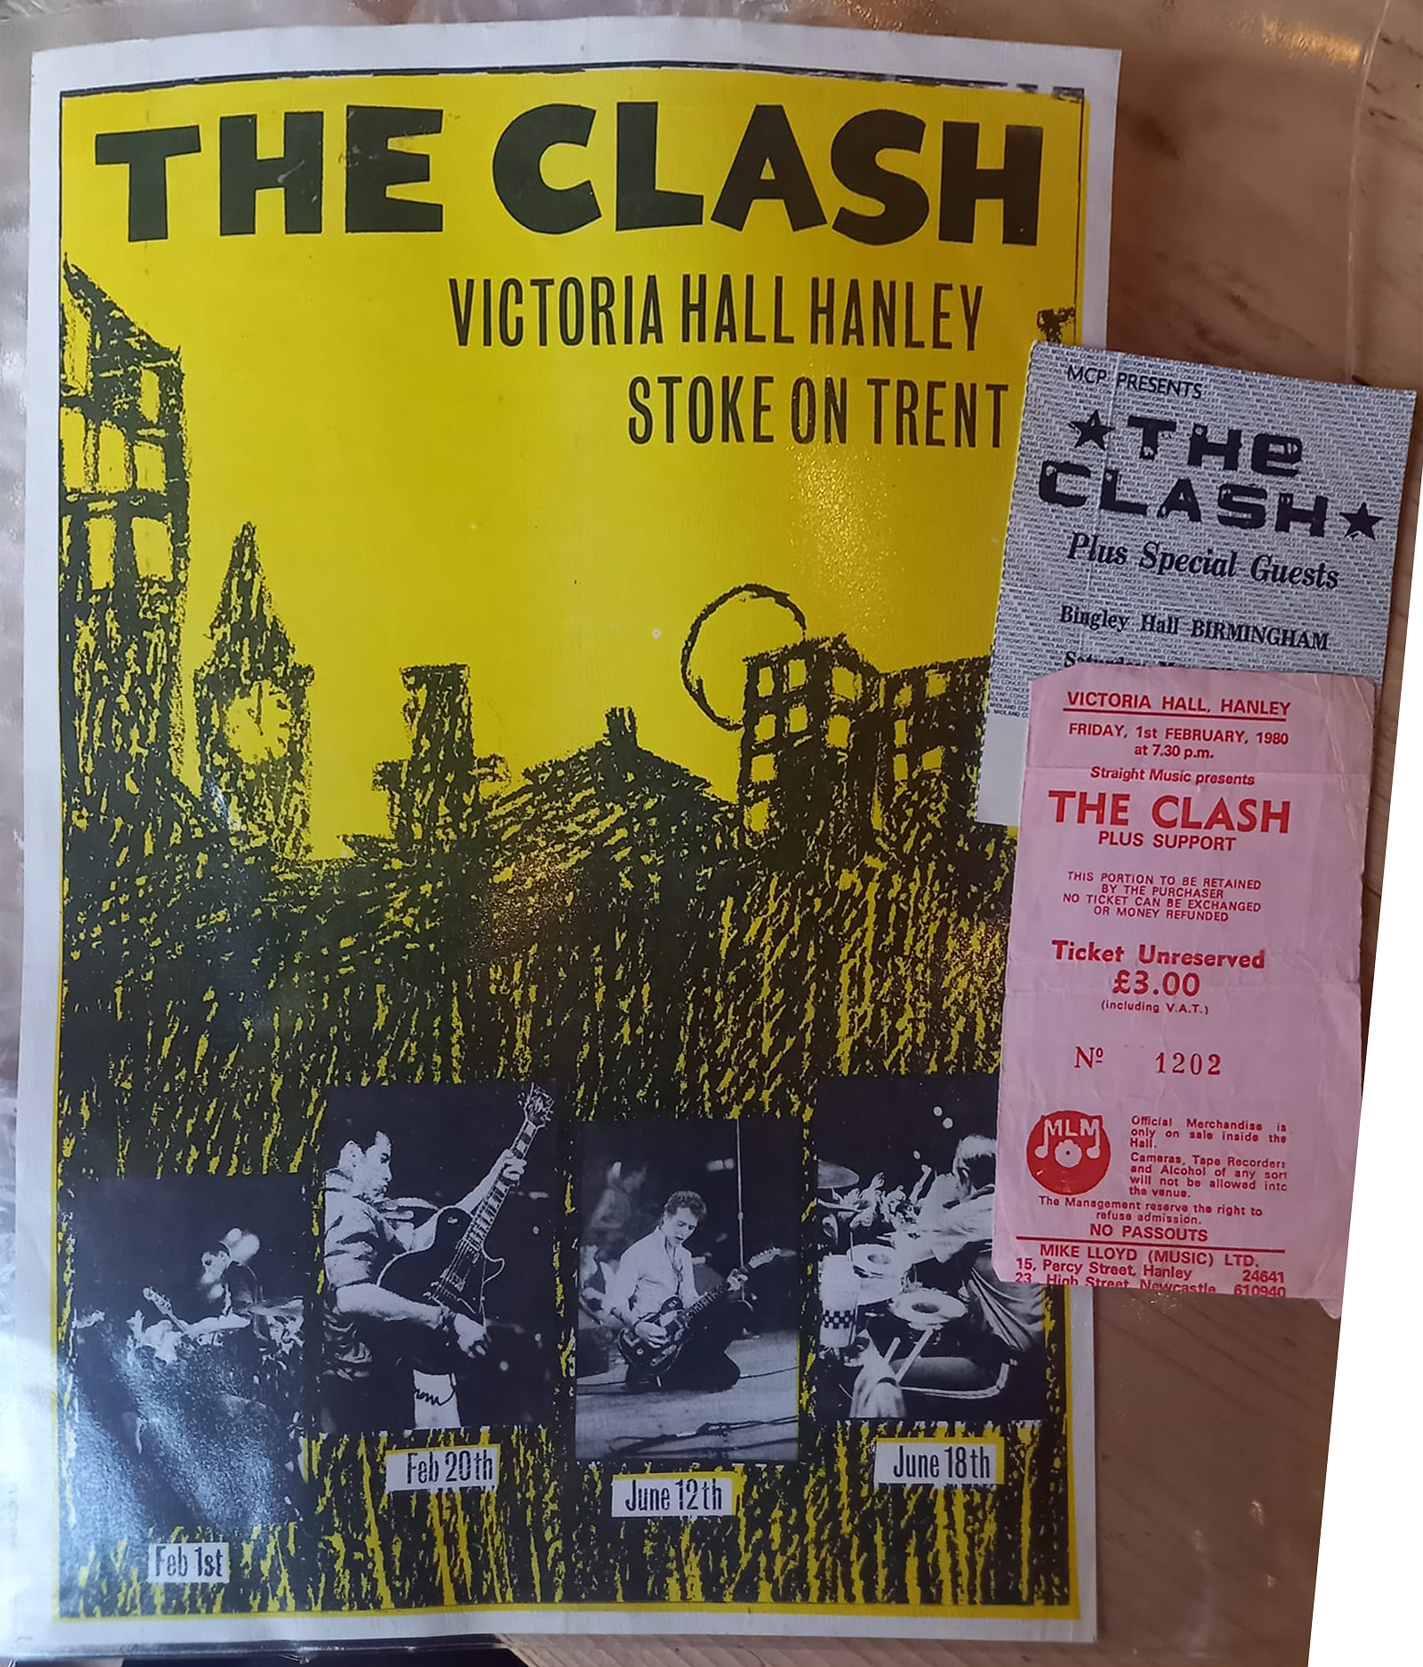 THE CLASH
VICTORIA HALL HANLEY
STOKE ON TRENT
Feb 1st
Feb 20th
June 12th
June 18th
MCP PRESENTS
★THe
CLASH★
Plus Special Guests
Bingley Hall BIRMINGHAM
VICTORIA HALL, HANLEY
FRIDAY, 1st FEBRUARY, 1980
at 7.30 p.m.
Straight Music presents
THE CLASH
PLUS SUPPORT
THIS PORTION TO BE RETAINED
BY THE PURCHASER
NO TICKET CAN BE EXCHANGED
OR MONEY REFUNDED
Ticket Unreserved
£3.00
(including V.A.T.)
Nº 1202
MLM
Official Merchandise is
only on sale inside the
Hall.
Cameras, Tape Recorders
and Alcohol of any sort
will not be allowed into
the venue.
The Management reserve the right to
refuse admission.
NO PASSOUTS
MIKE LLOYD (MUSIC) LTD.
15, Percy Street, Hanley 24641
23, High Street, Newcastle 610940